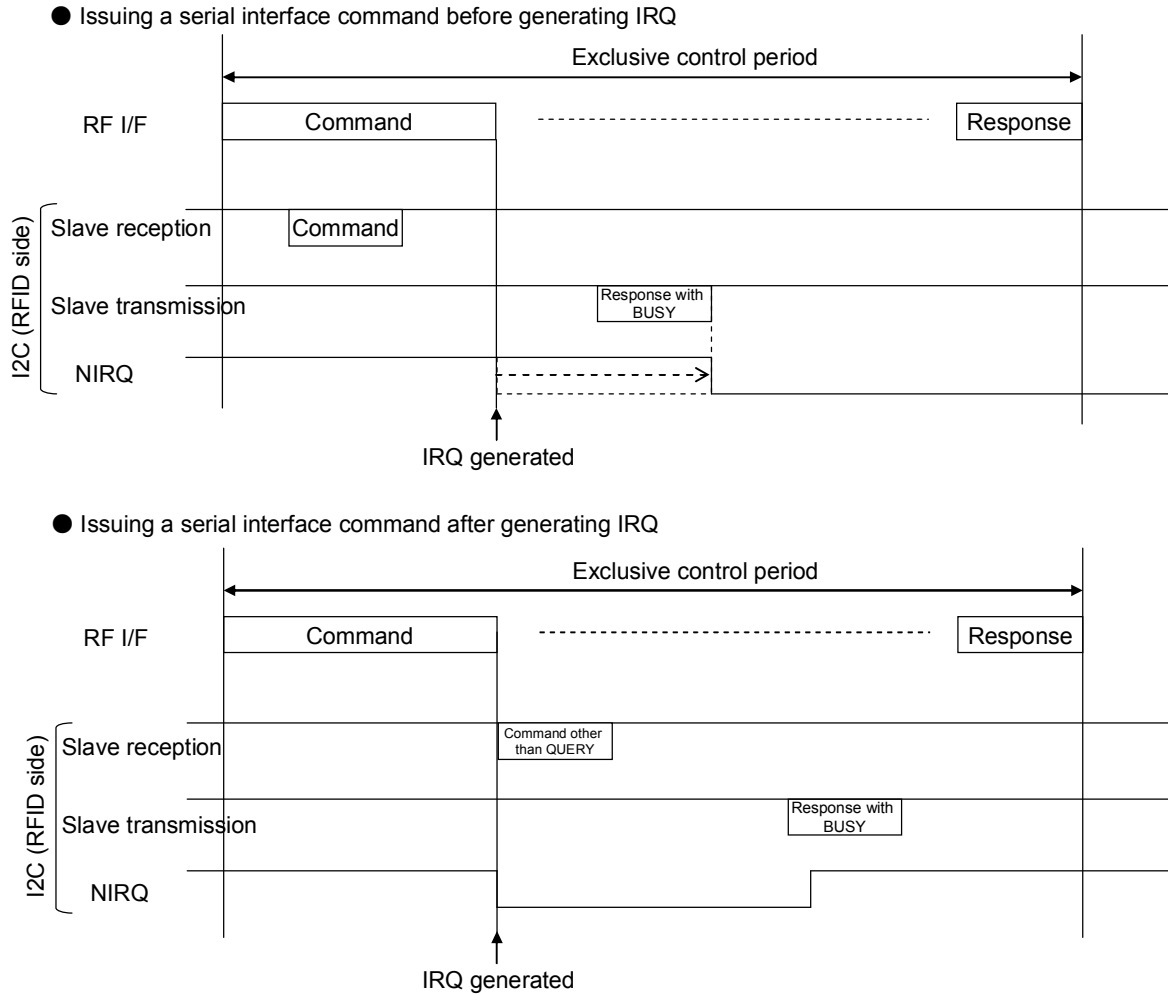 ● Issuing a serial interface command before generating IRQ
Exclusive control period
RF I/F
Command
Response
I2C (RFID side)
Slave reception
Command
Slave transmission
Response with
BUSY
NIRQ
IRQ generated
● Issuing a serial interface command after generating IRQ
Exclusive control period
RF I/F
Command
Response
I2C (RFID side)
Slave reception
Command other
than QUERY
Slave transmission
Response with
BUSY
NIRQ
IRQ generated